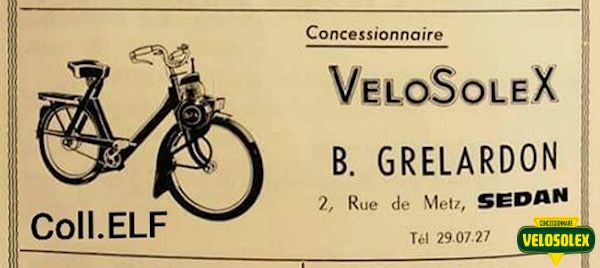 Concessionnaire
VELOSOLEX
B. GRELARDON
2, Rue de Metz, SEDAN
Tél 29.07.27
Coll.ELF
CONCESSIONNAIRE
VELOSOLEX